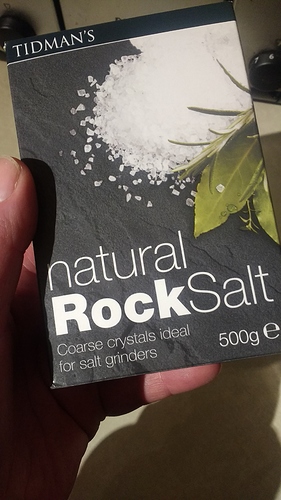 TIDMAN'S
natural
RockSalt
Coarse crystals ideal
for salt grinders
500g e